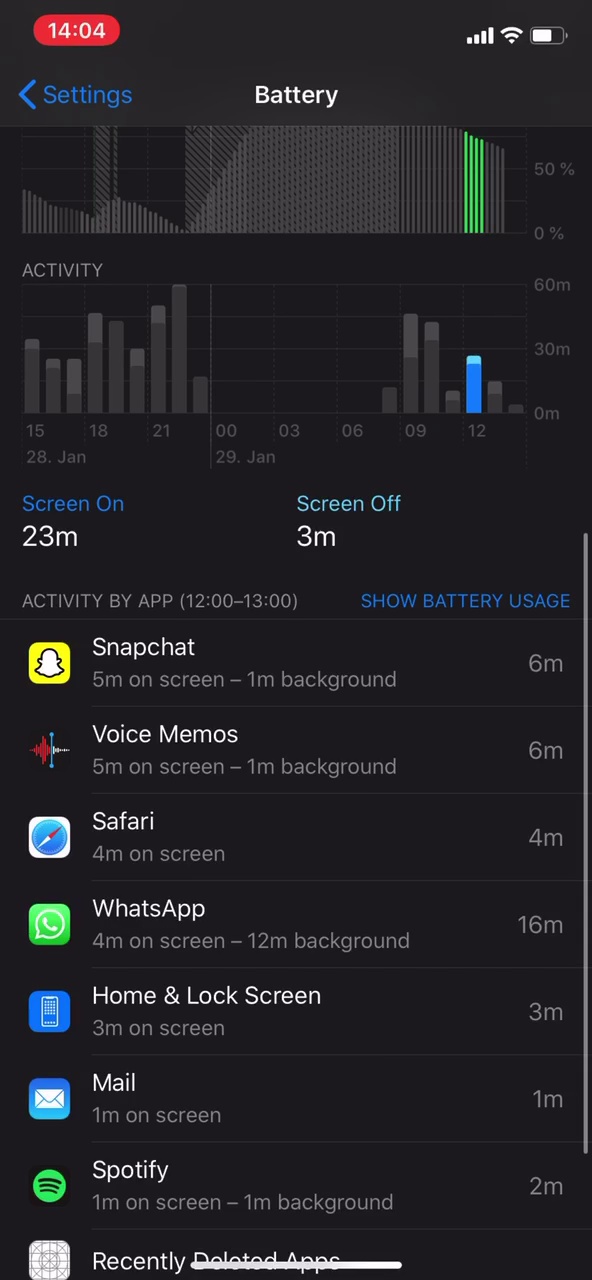 14:04
Settings
Battery
50 %
0 %
ACTIVITY
60m
30m
0m
15 18 21 00 03 06 09 12
28. Jan 29. Jan
Screen On Screen Off
23m 3m
ACTIVITY BY APP (12:00–13:00) SHOW BATTERY USAGE
Snapchat
5m on screen – 1m background 6m
Voice Memos
5m on screen – 1m background 6m
Safari
4m on screen 4m
WhatsApp
4m on screen – 12m background 16m
Home & Lock Screen
3m on screen 3m
Mail
1m on screen 1m
Spotify
1m on screen – 1m background 2m
Recently Deleted Apps